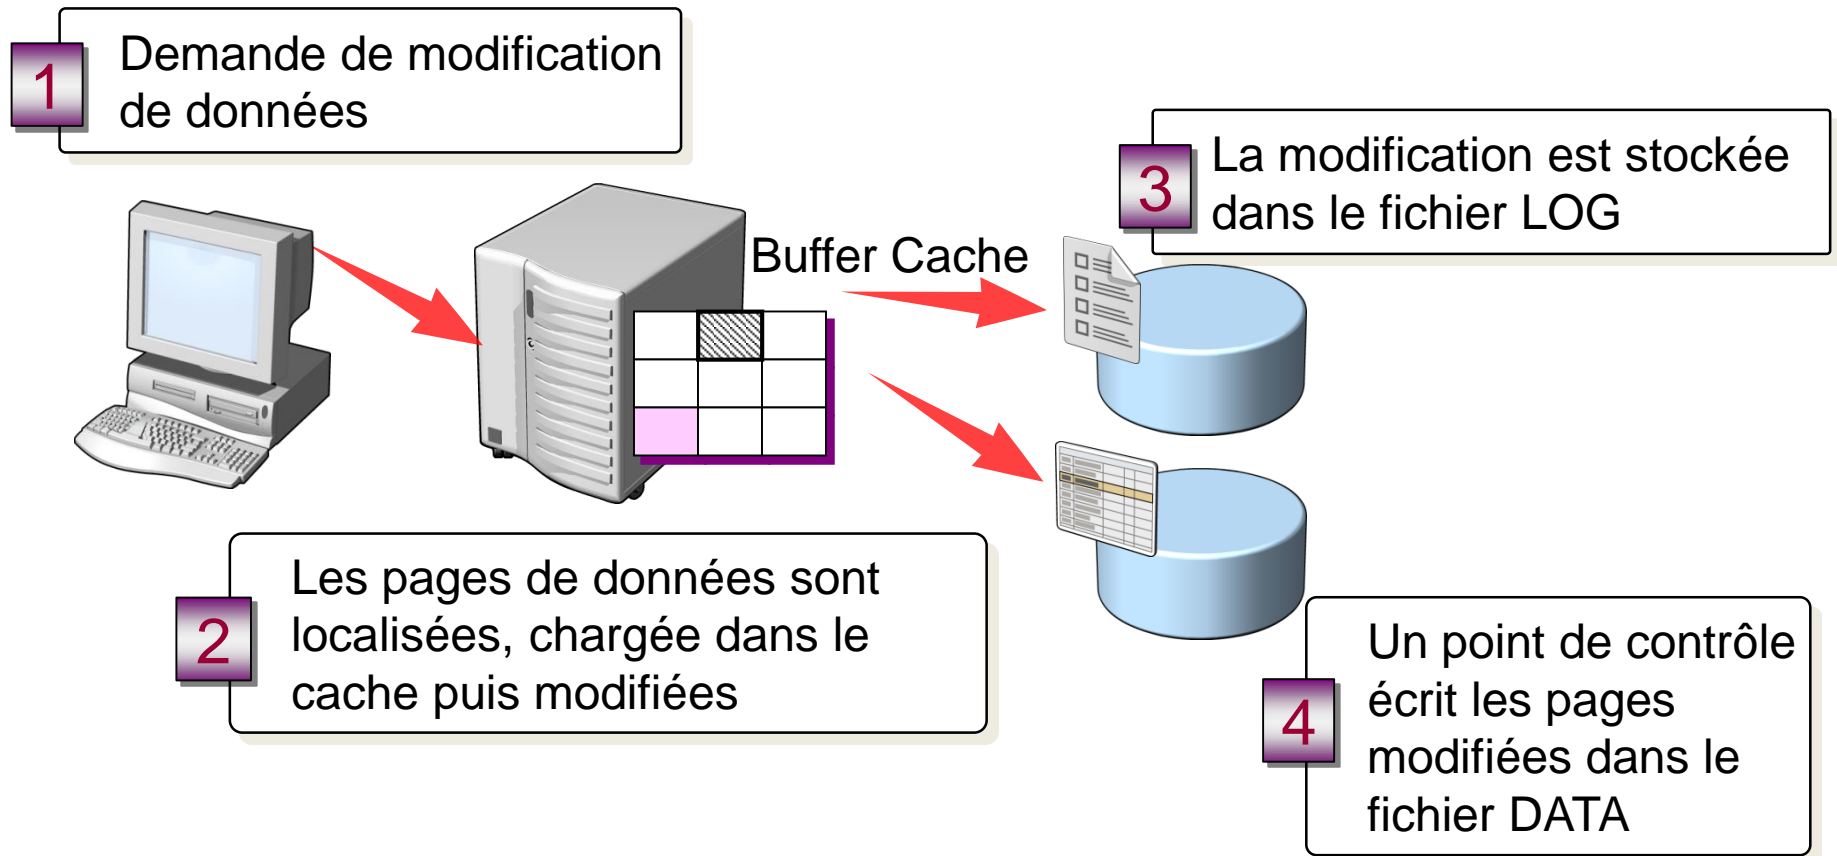 1
Demande de modification
de données
Buffer Cache
3
La modification est stockée
dans le fichier LOG
2
Les pages de données sont
localisées, chargée dans le
cache puis modifiées
4
Un point de contrôle
écrit les pages
modifiées dans le
fichier DATA